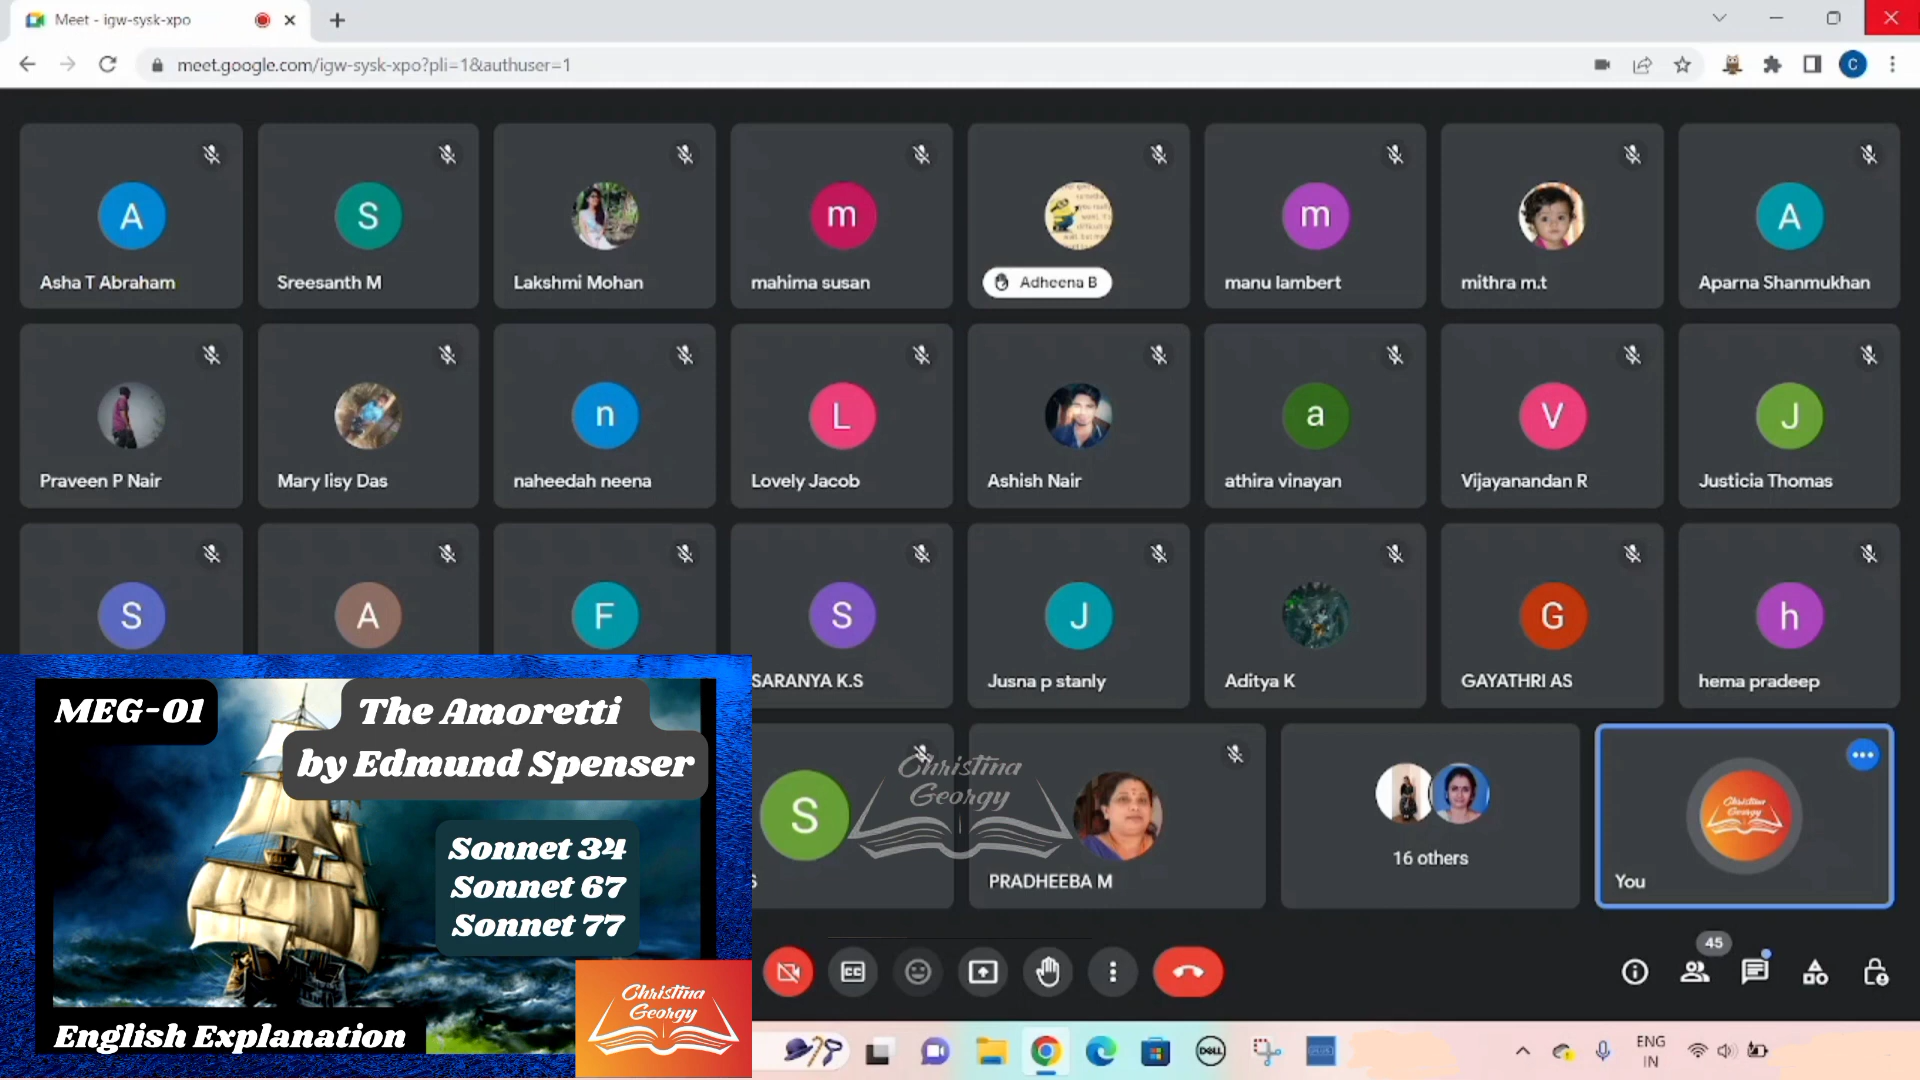 Meet - igw-sysk-xpo
meet.google.com/igw-sysk-xpo?pli=1&authuser=1
C
A
S
m
m
A
Asha T Abraham
Sreesanth M
Lakshmi Mohan
mahima susan
Adheena B
manu lambert
mithra m.t
Aparna Shanmukhan
n
L
a
V
J
Praveen P Nair
Mary lisy Das
naheedah neena
Lovely Jacob
Ashish Nair
athira vinayan
Vijayanandan R
Justicia Thomas
S
A
F
S
J
G
h
SARANYA K.S
Jusna p stanly
Aditya K
GAYATHRI AS
hema pradeep
MEG-01
The Amoretti
by Edmund Spenser
Sonnet 34
Sonnet 67
Sonnet 77
English Explanation
Christina
Georgy
S
Christina
Georgy
PRADHEEBA M
16 others
Christina
Georgy
You
45
CC
DELL
ENG
IN